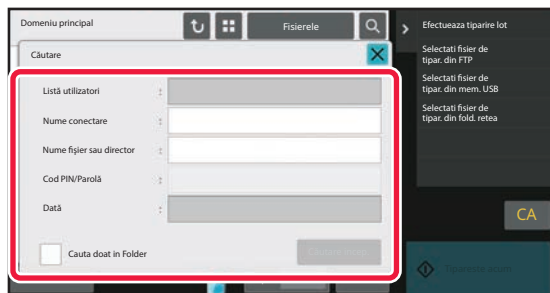 Domeniu principal
Fisierele
Căutare
Listă utilizatori :
Nume conectare :
Nume fișier sau director :
Cod PIN/Parolă :
Dată :
Cauta doat in Folder
Efectueaza tiparire lot
Selectati fisier de
tipar. din FTP
Selectati fisier de
tipar. din mem. USB
Selectati fisier de
tipar. din fold. retea
CA